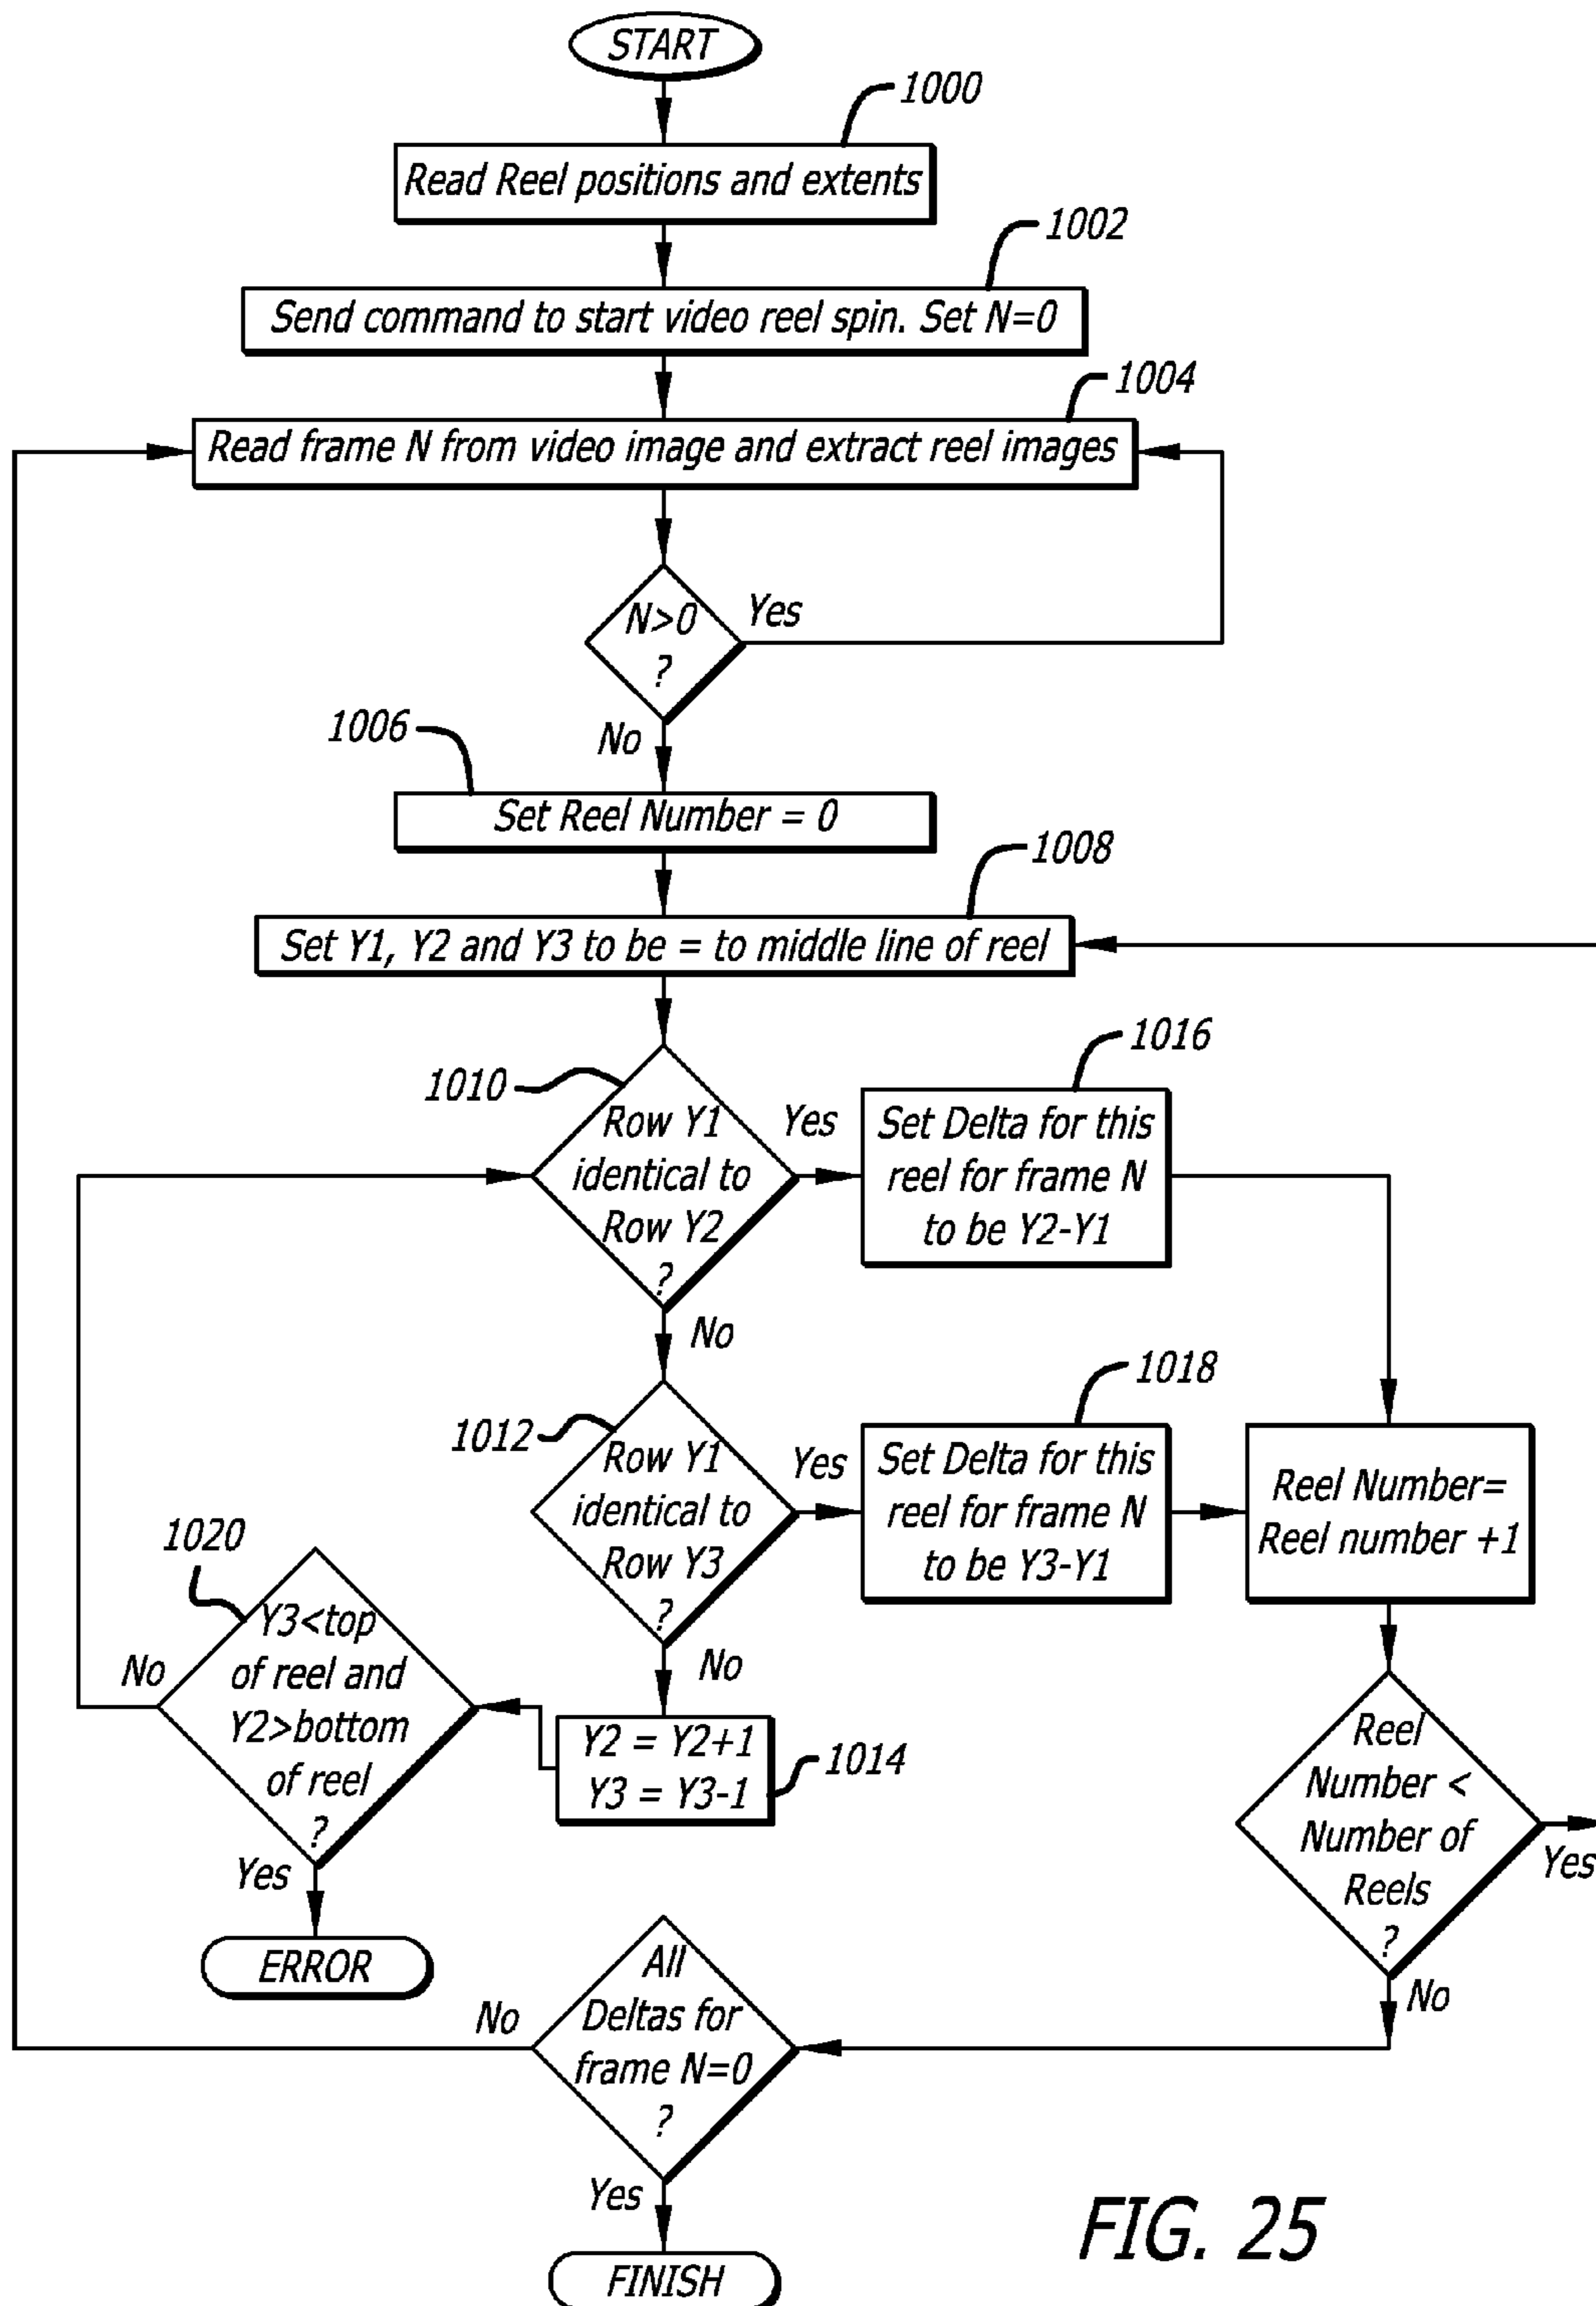 START
1000
Read Reel positions and extents
1002
Send command to start video reel spin. Set N=0
1004
Read frame N from video image and extract reel images
N>0
?
Yes
No
1006
Set Reel Number = 0
1008
Set Y1, Y2 and Y3 to be = to middle line of reel
1010
Row Y1
identical to
Row Y2
?
Yes
1016
Set Delta for this
reel for frame N
to be Y2-Y1
No
1012
Row Y1
identical to
Row Y3
?
Yes
1018
Set Delta for this
reel for frame N
to be Y3-Y1
Reel Number=
Reel number +1
No
1014
Y2 = Y2+1
Y3 = Y3-1
1020
Y3<top
of reel and
Y2>bottom
of reel
?
No
Yes
ERROR
Reel
Number <
Number of
Reels
?
Yes
No
All
Deltas for
frame N=0
?
No
Yes
FINISH
FIG. 25